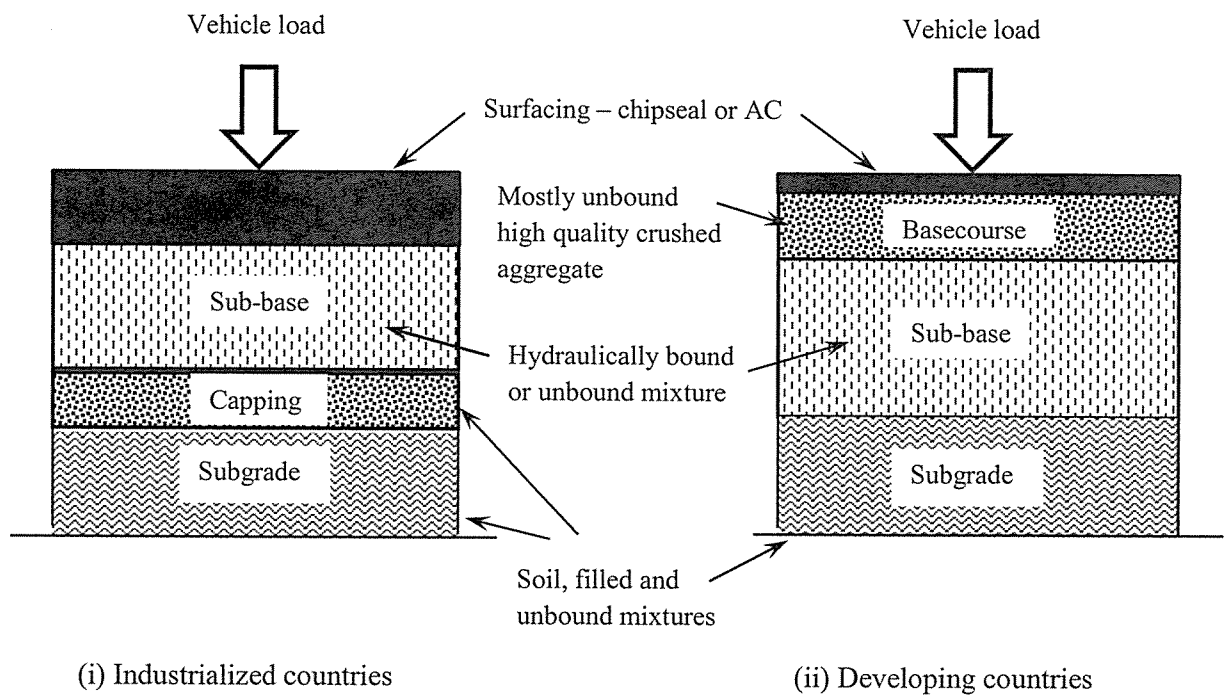 Vehicle load
Vehicle load
Surfacing – chipseal or AC
Mostly unbound
high quality crushed
aggregate
Basecourse
Sub-base
Sub-base
Hydraulically bound
or unbound mixture
Capping
Subgrade
Subgrade
Soil, filled and
unbound mixtures
(i) Industrialized countries
(ii) Developing countries